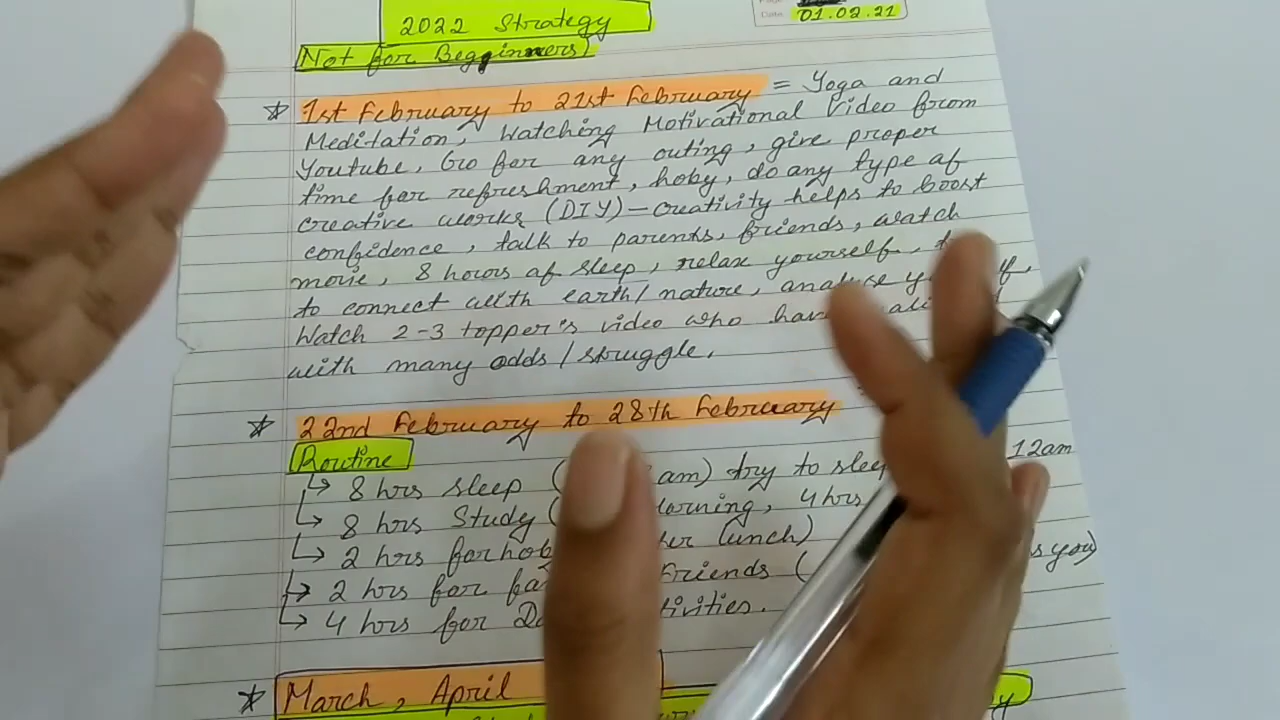 2022 Strategy
Date: 01.02.21
Not for Begginners)
☆ 1st February to 21st February = Yoga and
Meditation, Watching Motivational Video from
Youtube, Go for any outing, give proper
time for refreshment, hoby, do any type of
creative works (DIY)-creativity helps to boost
confidence, talk to parents, friends, watch
movie, 8 hours of sleep, relax yourself,
to connect with earth/nature, analyse
Watch 2-3 topper's video who
with many odds/struggle.
☆ 22nd February to 28th February
Routine
↳ 8 hrs sleep ( am) try to sleep 12am
↳ 8 hrs Study ( , 4 hrs
↳ 2 hrs for lunch)
↳ 2 hrs for Friends ( you)
↳ 4 hrs for
☆ March, April